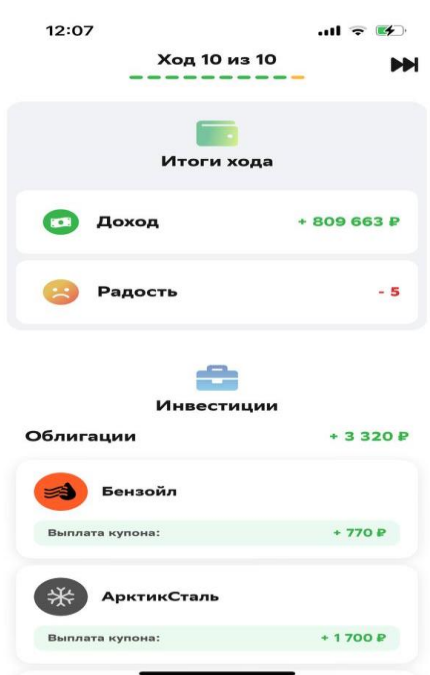 12:07
Ход 10 из 10
Итоги хода
Доход + 809 663 ₽
Радость - 5
Инвестиции
Облигации + 3 320 ₽
Бензойл
Выплата купона: + 770 ₽
АрктикСталь
Выплата купона: + 1 700 ₽